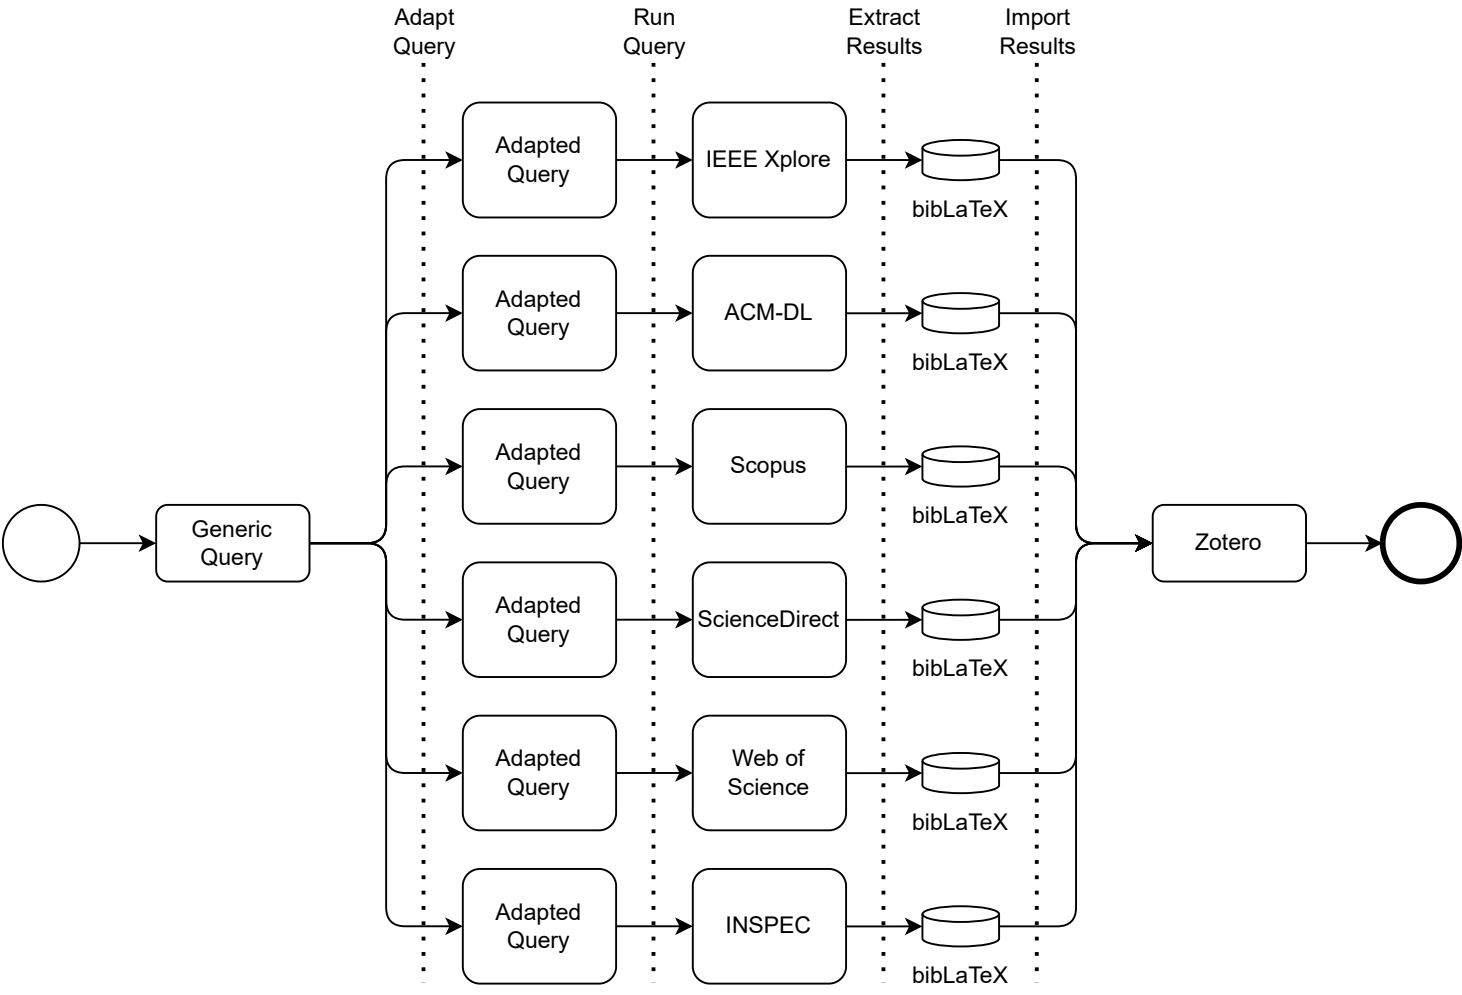 Adapt
Query
Run
Query
Extract
Results
Import
Results
Adapted
Query
IEEE Xplore
bibLaTeX
Adapted
Query
ACM-DL
bibLaTeX
Adapted
Query
Scopus
bibLaTeX
Generic
Query
Zotero
Adapted
Query
ScienceDirect
bibLaTeX
Adapted
Query
Web of
Science
bibLaTeX
Adapted
Query
INSPEC
bibLaTeX